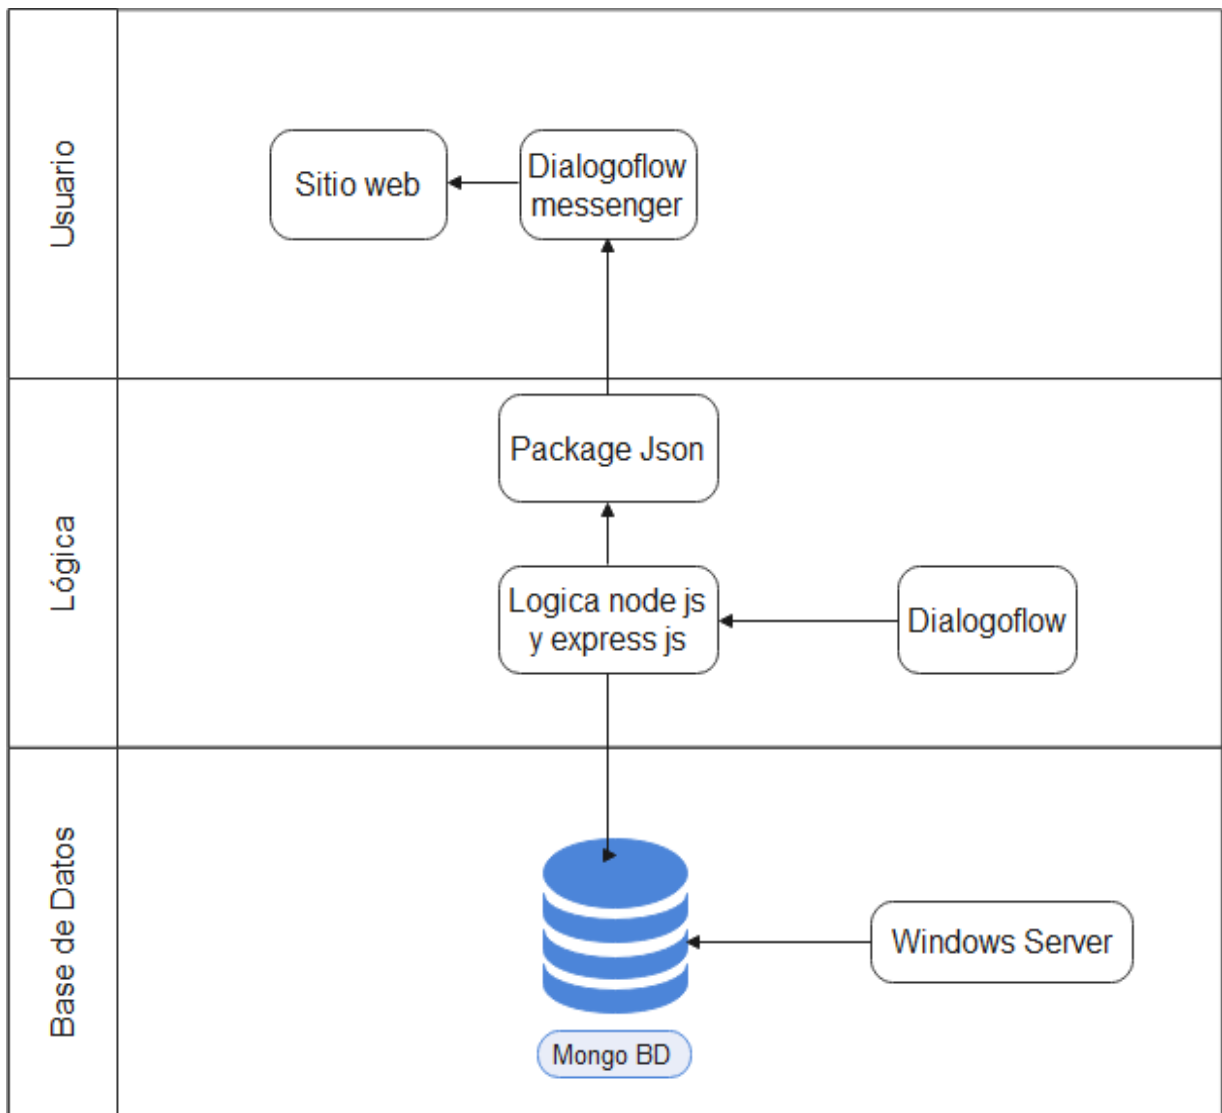 Usuario
Sitio web
Dialogoflow
messenger
Lógica
Package Json
Logica node js
y express js
Dialogoflow
Base de Datos
Windows Server
Mongo BD